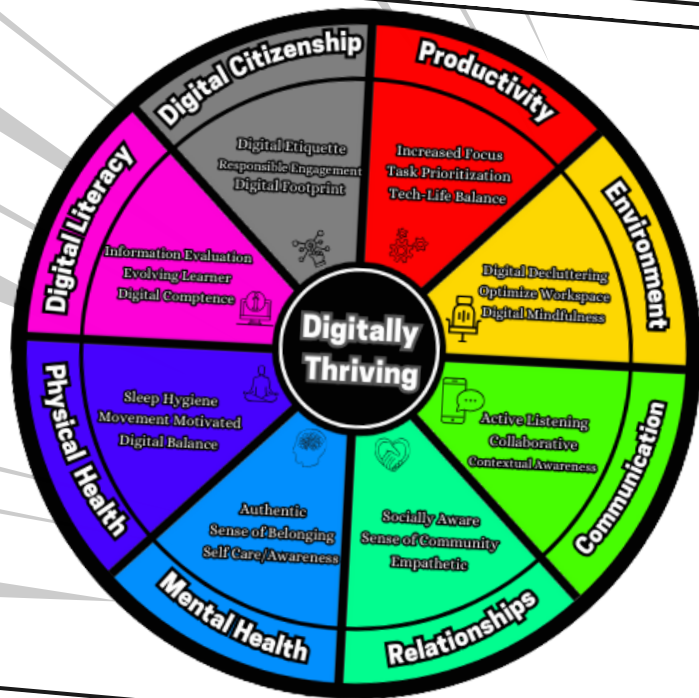 Digital Citizenship
Digital Etiquette
Responsible Engagement
Digital Footprint
Productivity
Increased Focus
Task Prioritization
Tech-Life Balance
Environment
Digital Decluttering
Optimize Workspace
Digital Mindfulness
Communication
Active Listening
Collaborative
Contextual Awareness
Relationships
Socially Aware
Sense of Community
Empathetic
Mental Health
Authentic
Sense of Belonging
Self Care/Awareness
Physical Health
Sleep Hygiene
Movement Motivated
Digital Balance
Digital Literacy
Information Evaluation
Evolving Learner
Digital Comptence
Digitally
Thriving